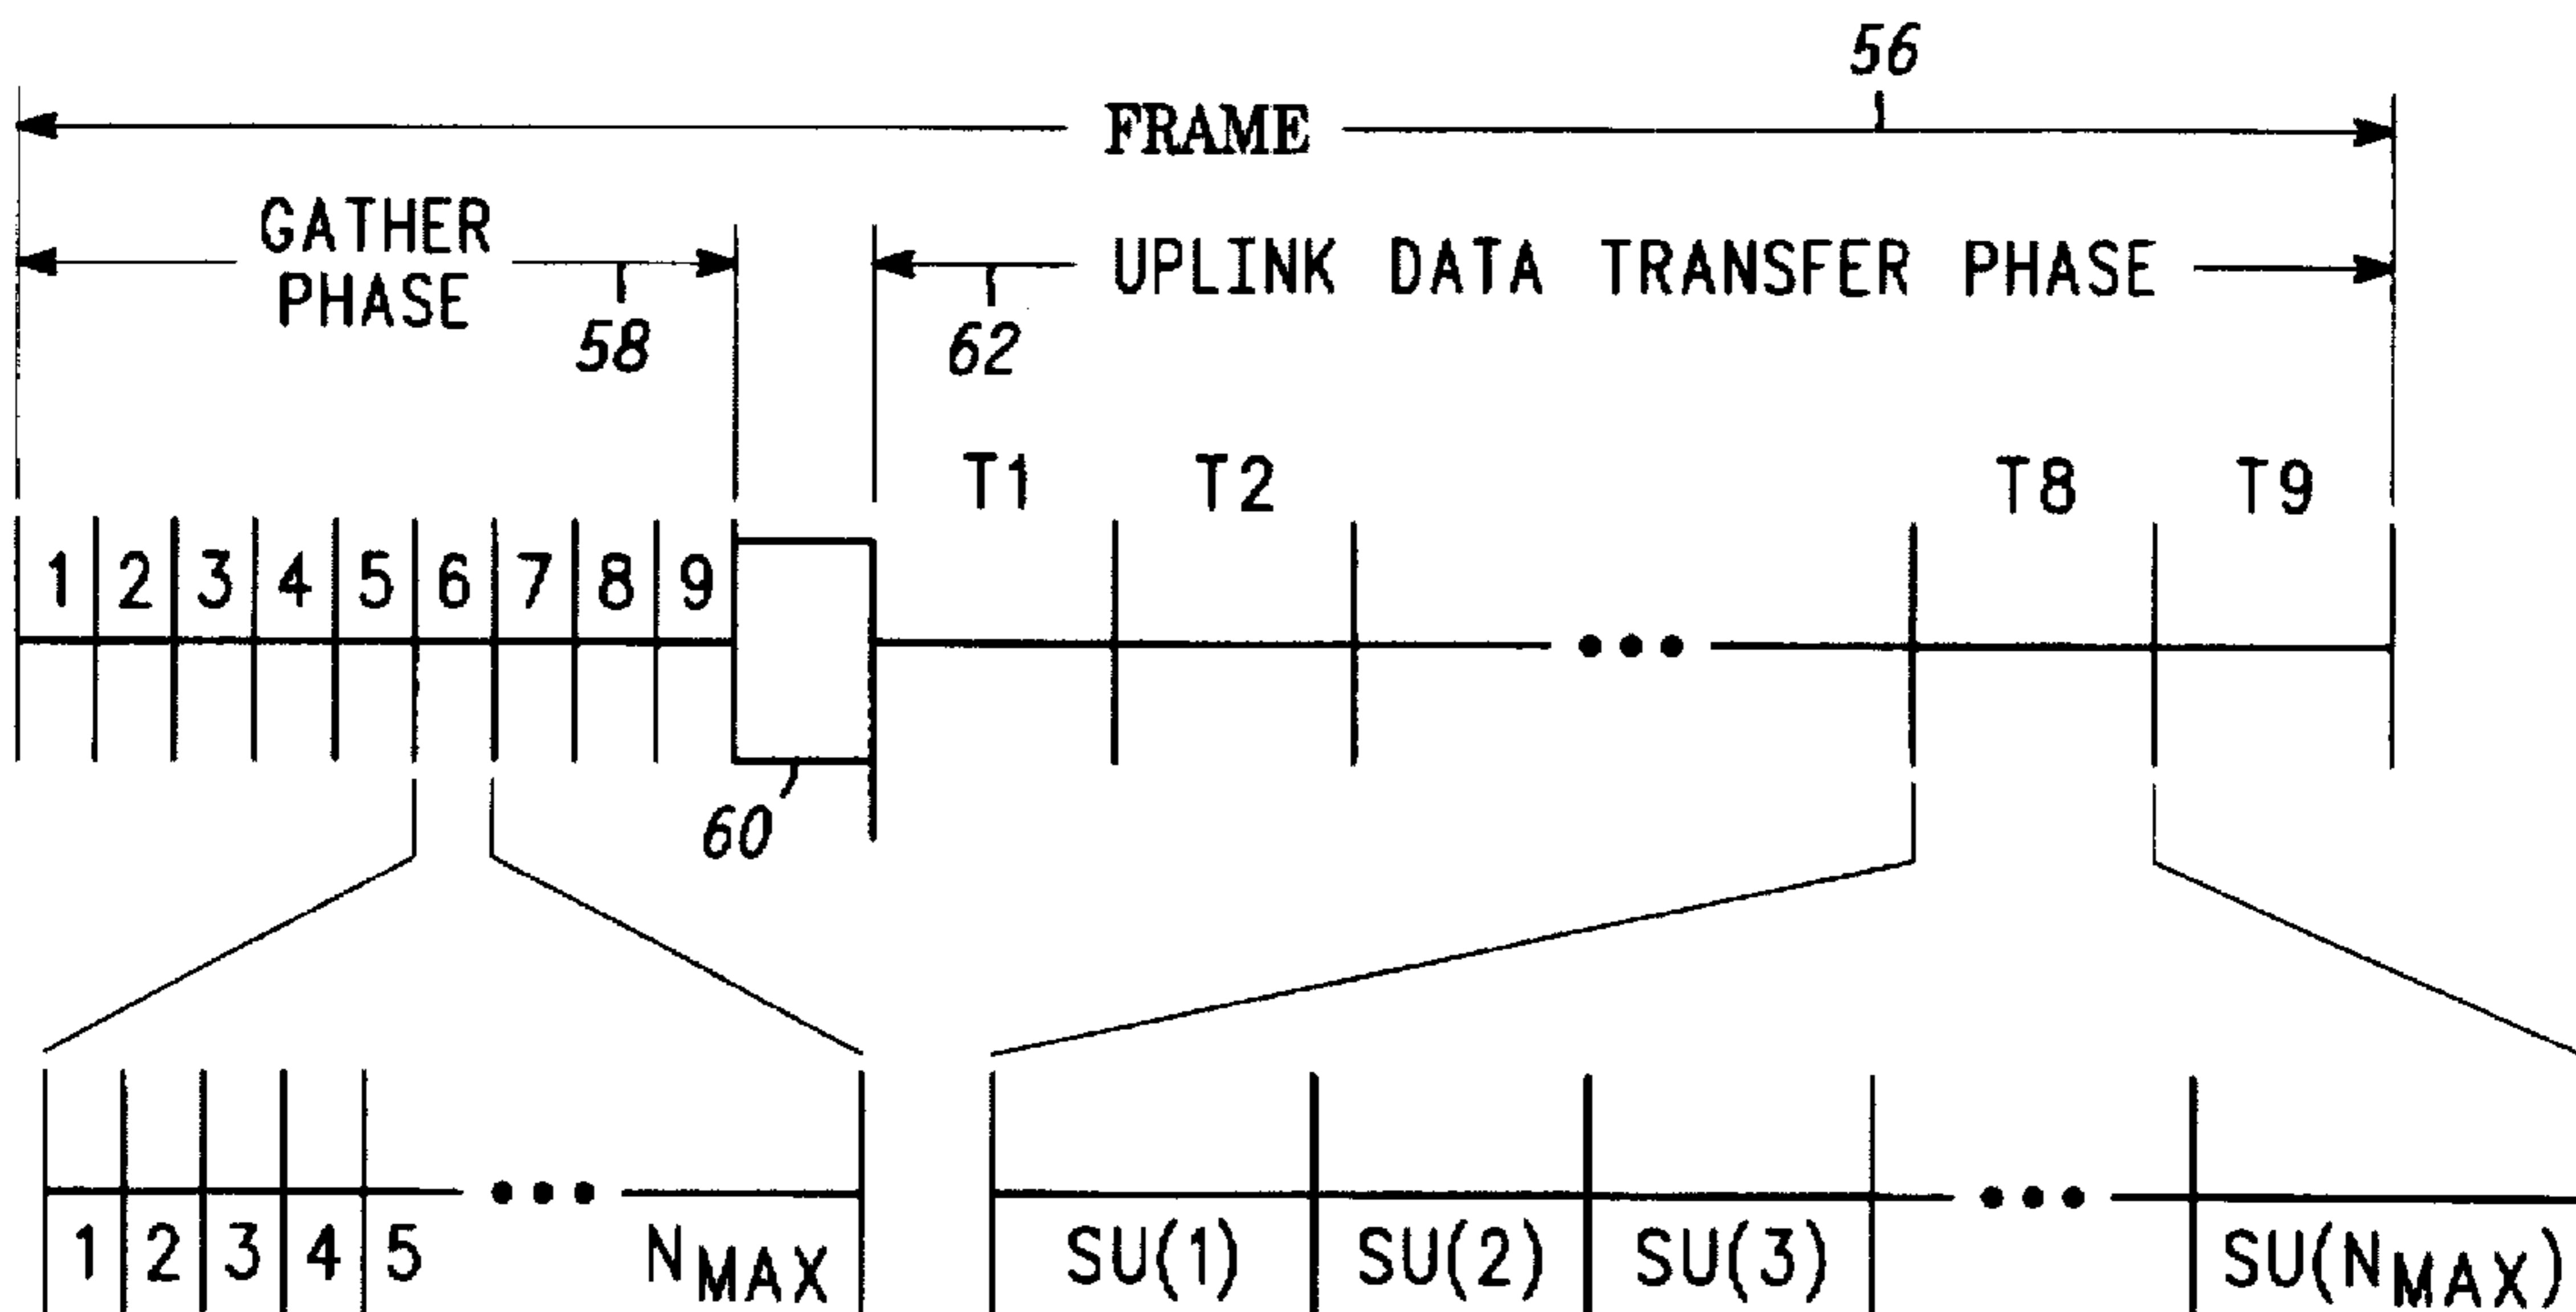 56
FRAME
GATHER
PHASE
UPLINK DATA TRANSFER PHASE
58
62
T1 T2 T8 T9
1 2 3 4 5 6 7 8 9
60
1 2 3 4 5 ••• NMAX
SU(1) SU(2) SU(3) ••• SU(NMAX)